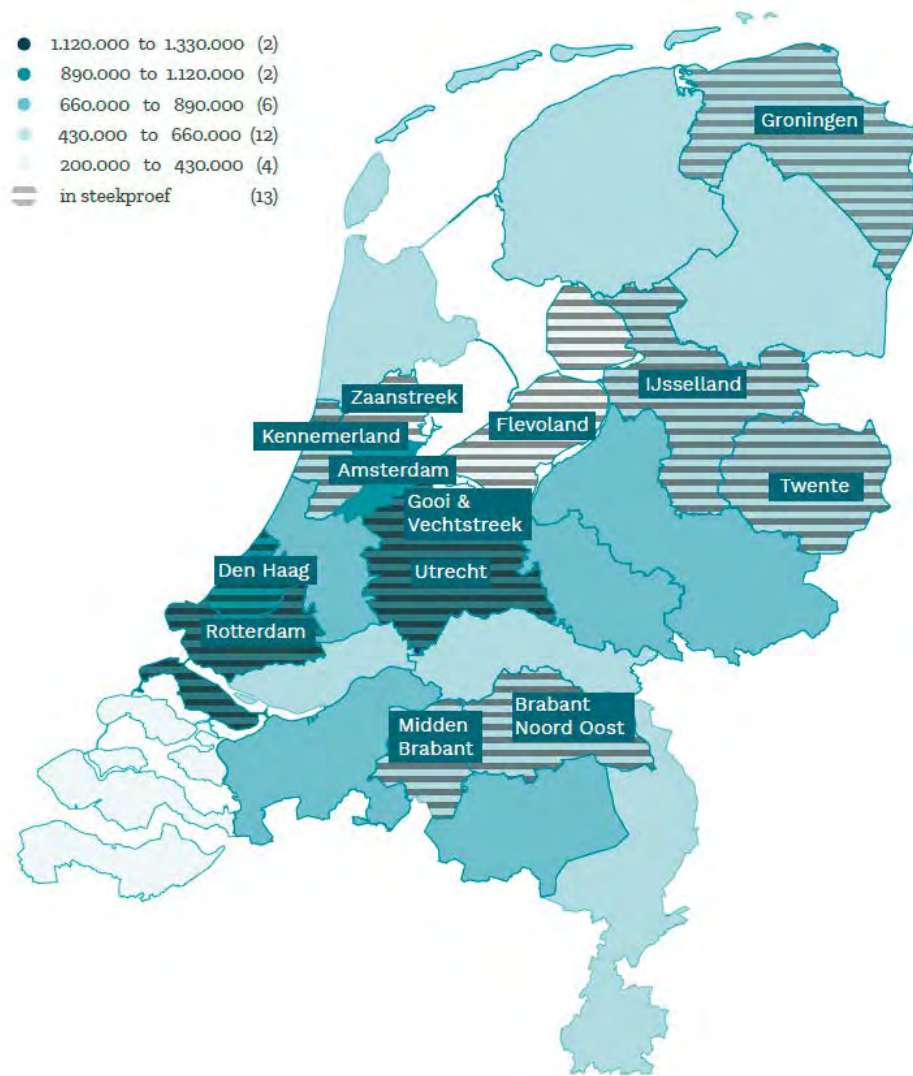 1.120.000 to 1.330.000 (2)
890.000 to 1.120.000 (2)
660.000 to 890.000 (6)
430.000 to 660.000 (12)
200.000 to 430.000 (4)
in steekproef (13)
Groningen
IJsselland
Zaanstreek
Flevoland
Kennemerland
Amsterdam
Twente
Gooi &
Vechtstreek
Den Haag
Utrecht
Rotterdam
Brabant
Noord Oost
Midden
Brabant